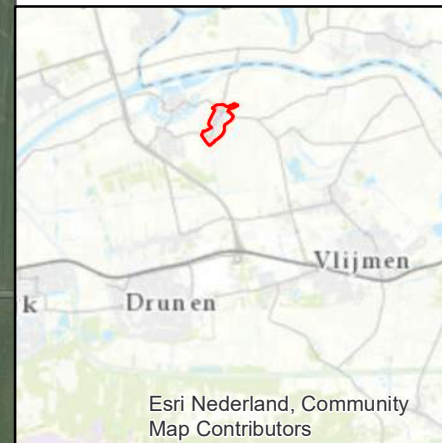 Vlijmen
k
Drunen
Esri Nederland, Community
Map Contributors